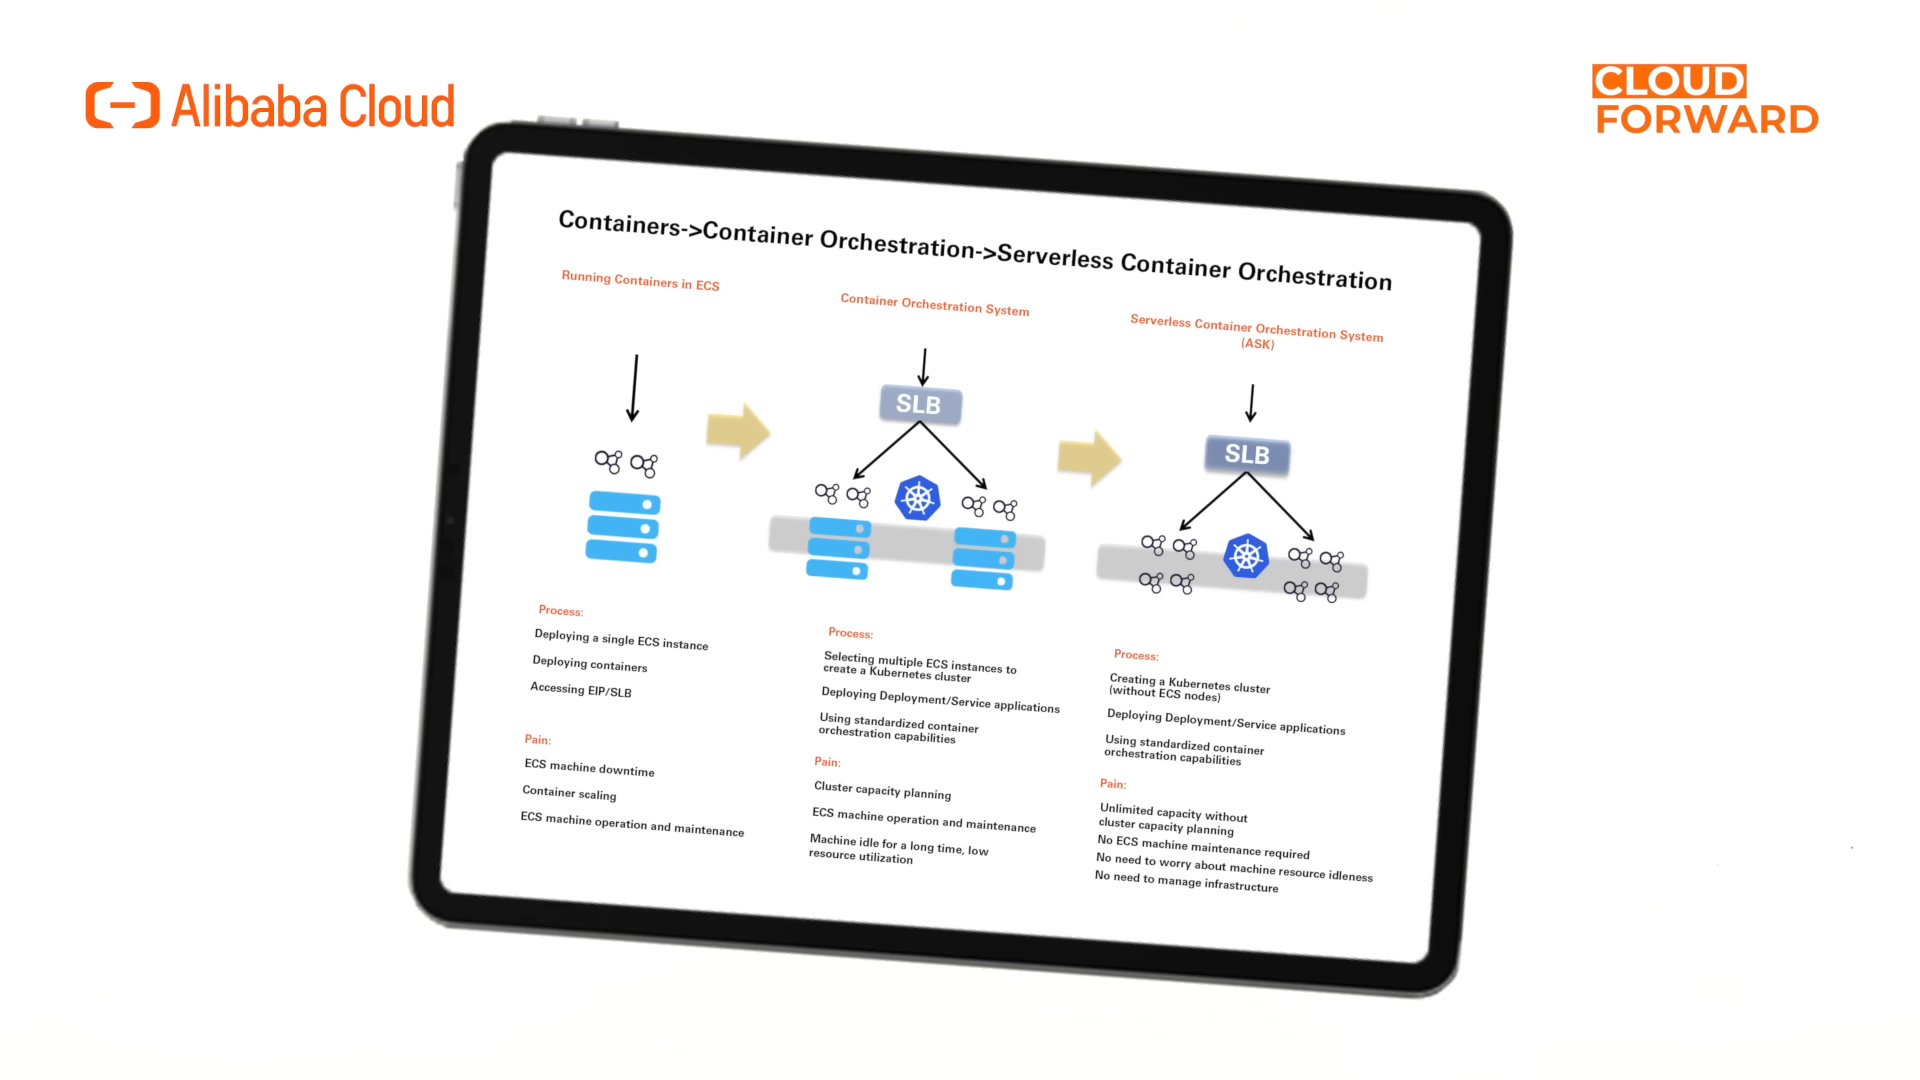 Alibaba Cloud
CLOUD
FORWARD
Containers->Container Orchestration->Serverless Container Orchestration
Running Containers in ECS
Process:
Deploying a single ECS instance
Deploying containers
Accessing EIP/SLB
Pain:
ECS machine downtime
Container scaling
ECS machine operation and maintenance
Container Orchestration System
SLB
Process:
Selecting multiple ECS instances to
create a Kubernetes cluster
Deploying Deployment/Service applications
Using standardized container
orchestration capabilities
Pain:
Cluster capacity planning
ECS machine operation and maintenance
Machine idle for a long time, low
resource utilization
Serverless Container Orchestration System
(ASK)
SLB
Process:
Creating a Kubernetes cluster
(without ECS nodes)
Deploying Deployment/Service applications
Using standardized container
orchestration capabilities
Pain:
Unlimited capacity without
cluster capacity planning
No ECS machine maintenance required
No need to worry about machine resource idleness
No need to manage infrastructure